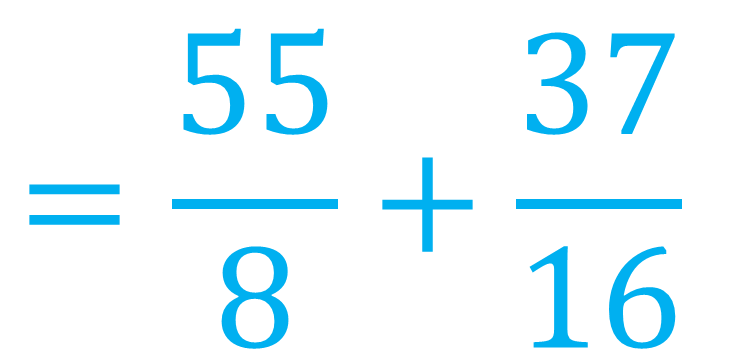 = 55/8 + 37/16